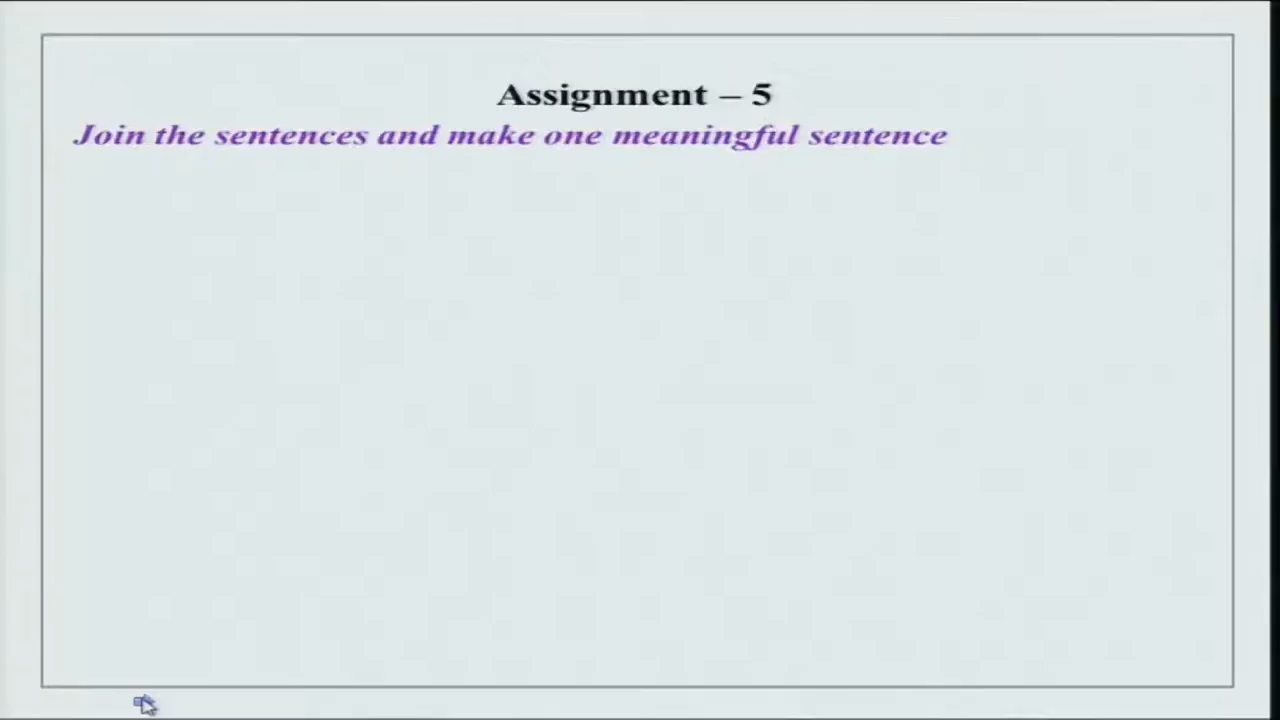 Assignment – 5
Join the sentences and make one meaningful sentence